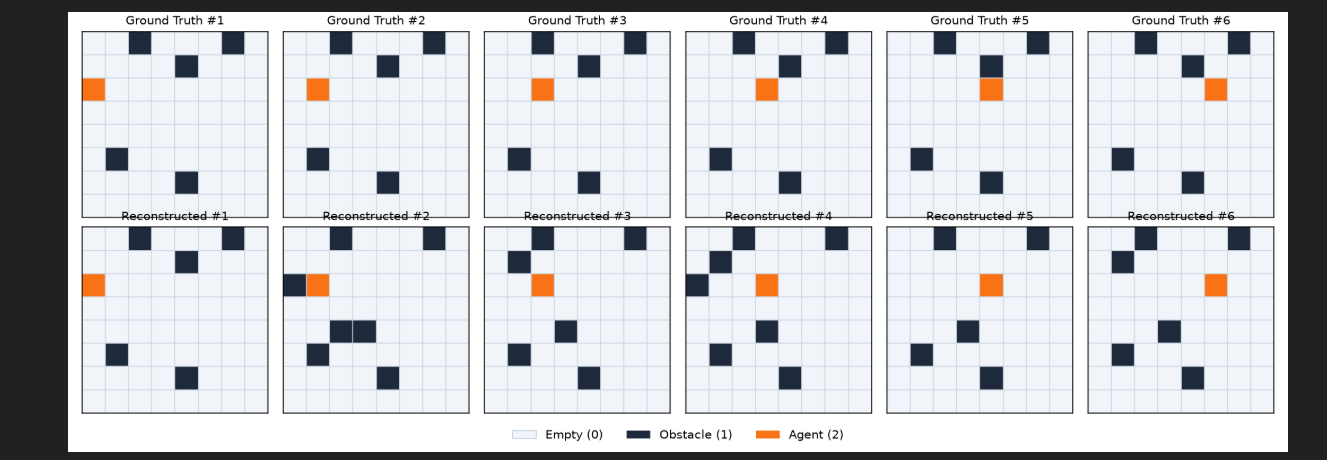 Ground Truth #1 Ground Truth #2 Ground Truth #3 Ground Truth #4 Ground Truth #5 Ground Truth #6
Reconstructed #1 Reconstructed #2 Reconstructed #3 Reconstructed #4 Reconstructed #5 Reconstructed #6
Empty (0) Obstacle (1) Agent (2)